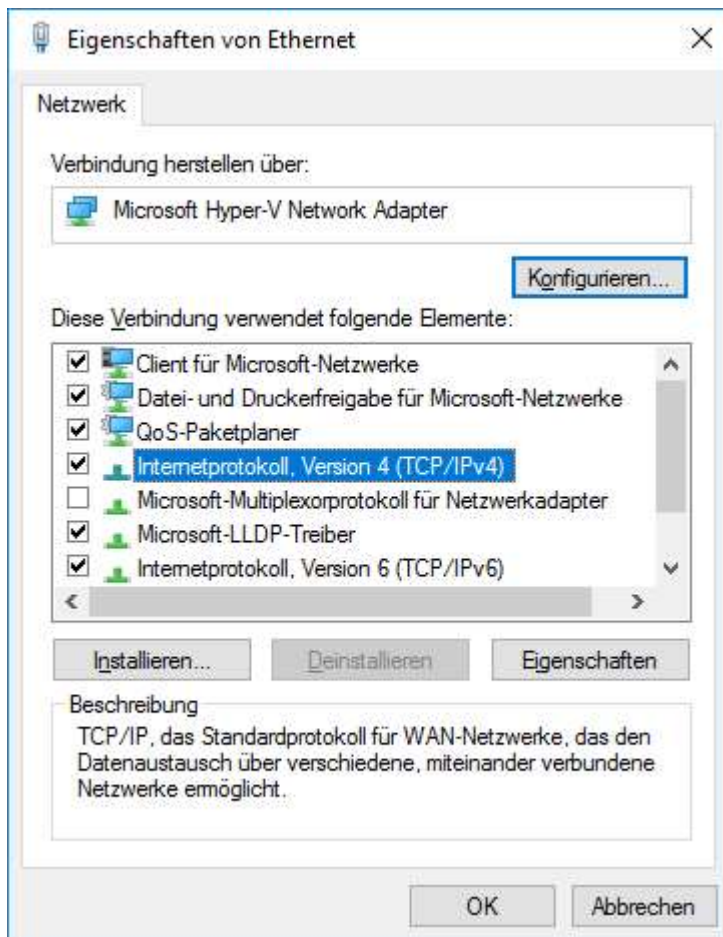 Eigenschaften von Ethernet
Netzwerk
Verbindung herstellen über:
Microsoft Hyper-V Network Adapter
Konfigurieren...
Diese Verbindung verwendet folgende Elemente:
Client für Microsoft-Netzwerke
Datei- und Druckerfreigabe für Microsoft-Netzwerke
QoS-Paketplaner
Internetprotokoll, Version 4 (TCP/IPv4)
Microsoft-Multiplexorprotokoll für Netzwerkadapter
Microsoft-LLDP-Treiber
Internetprotokoll, Version 6 (TCP/IPv6)
Installieren... Deinstallieren Eigenschaften
Beschreibung
TCP/IP, das Standardprotokoll für WAN-Netzwerke, das den
Datenaustausch über verschiedene, miteinander verbundene
Netzwerke ermöglicht.
OK Abbrechen